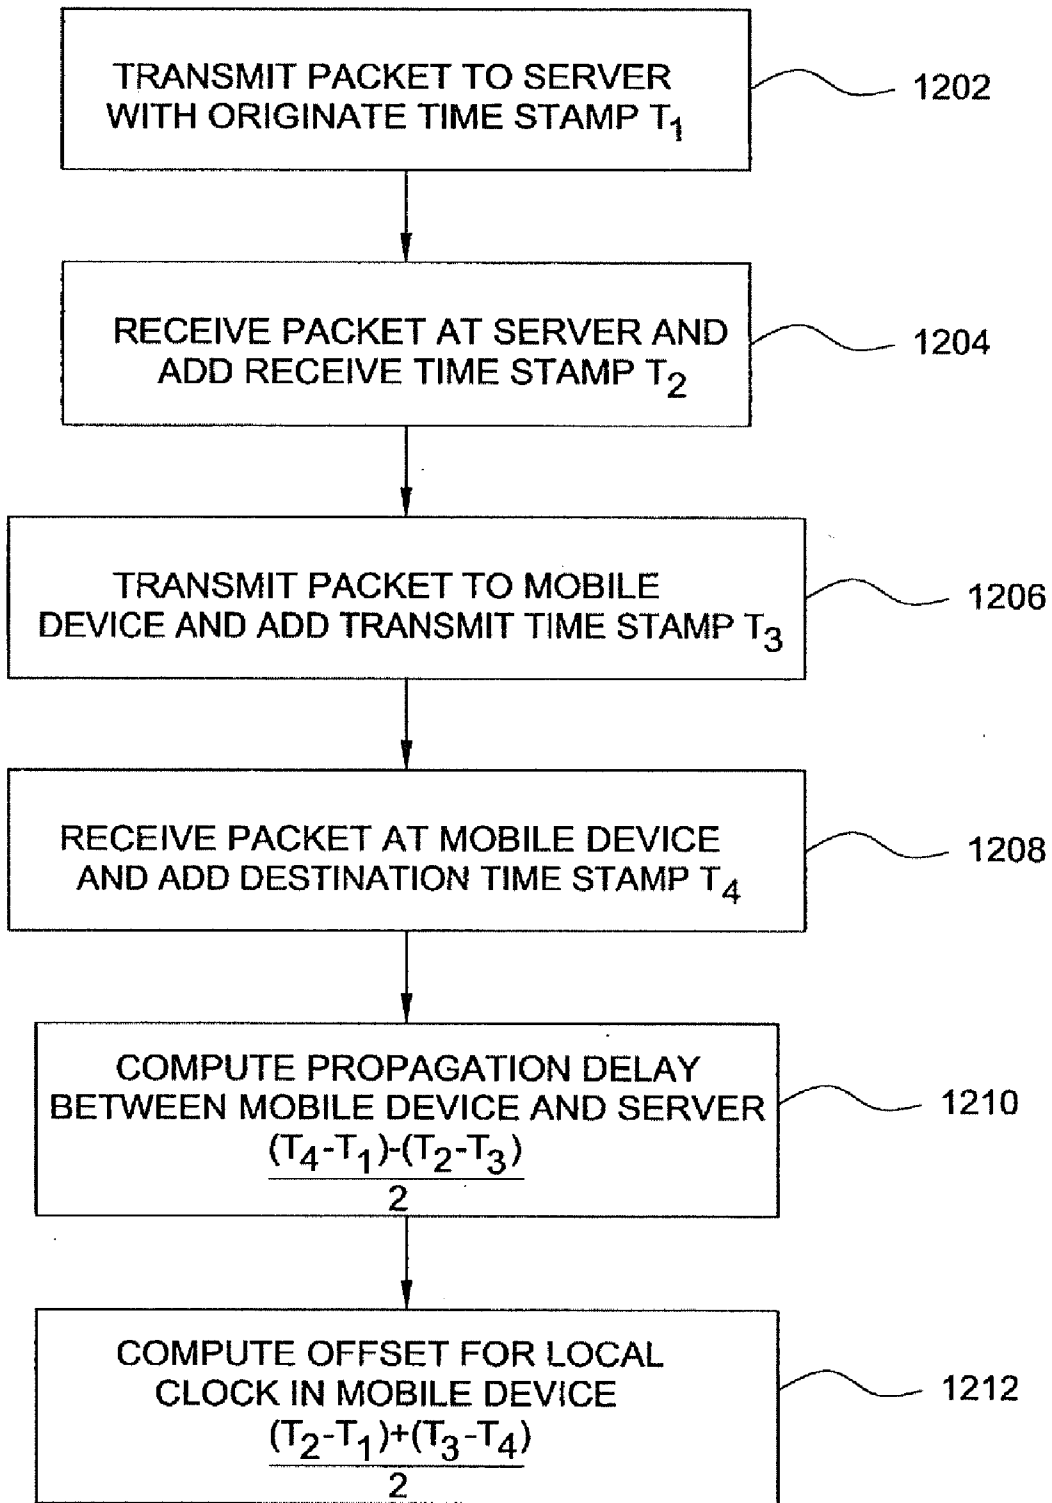 TRANSMIT PACKET TO SERVER
WITH ORIGINATE TIME STAMP T1
1202
RECEIVE PACKET AT SERVER AND
ADD RECEIVE TIME STAMP T2
1204
TRANSMIT PACKET TO MOBILE
DEVICE AND ADD TRANSMIT TIME STAMP T3
1206
RECEIVE PACKET AT MOBILE DEVICE
AND ADD DESTINATION TIME STAMP T4
1208
COMPUTE PROPAGATION DELAY
BETWEEN MOBILE DEVICE AND SERVER
(T4-T1)-(T2-T3)
2
1210
COMPUTE OFFSET FOR LOCAL
CLOCK IN MOBILE DEVICE
(T2-T1)+(T3-T4)
2
1212